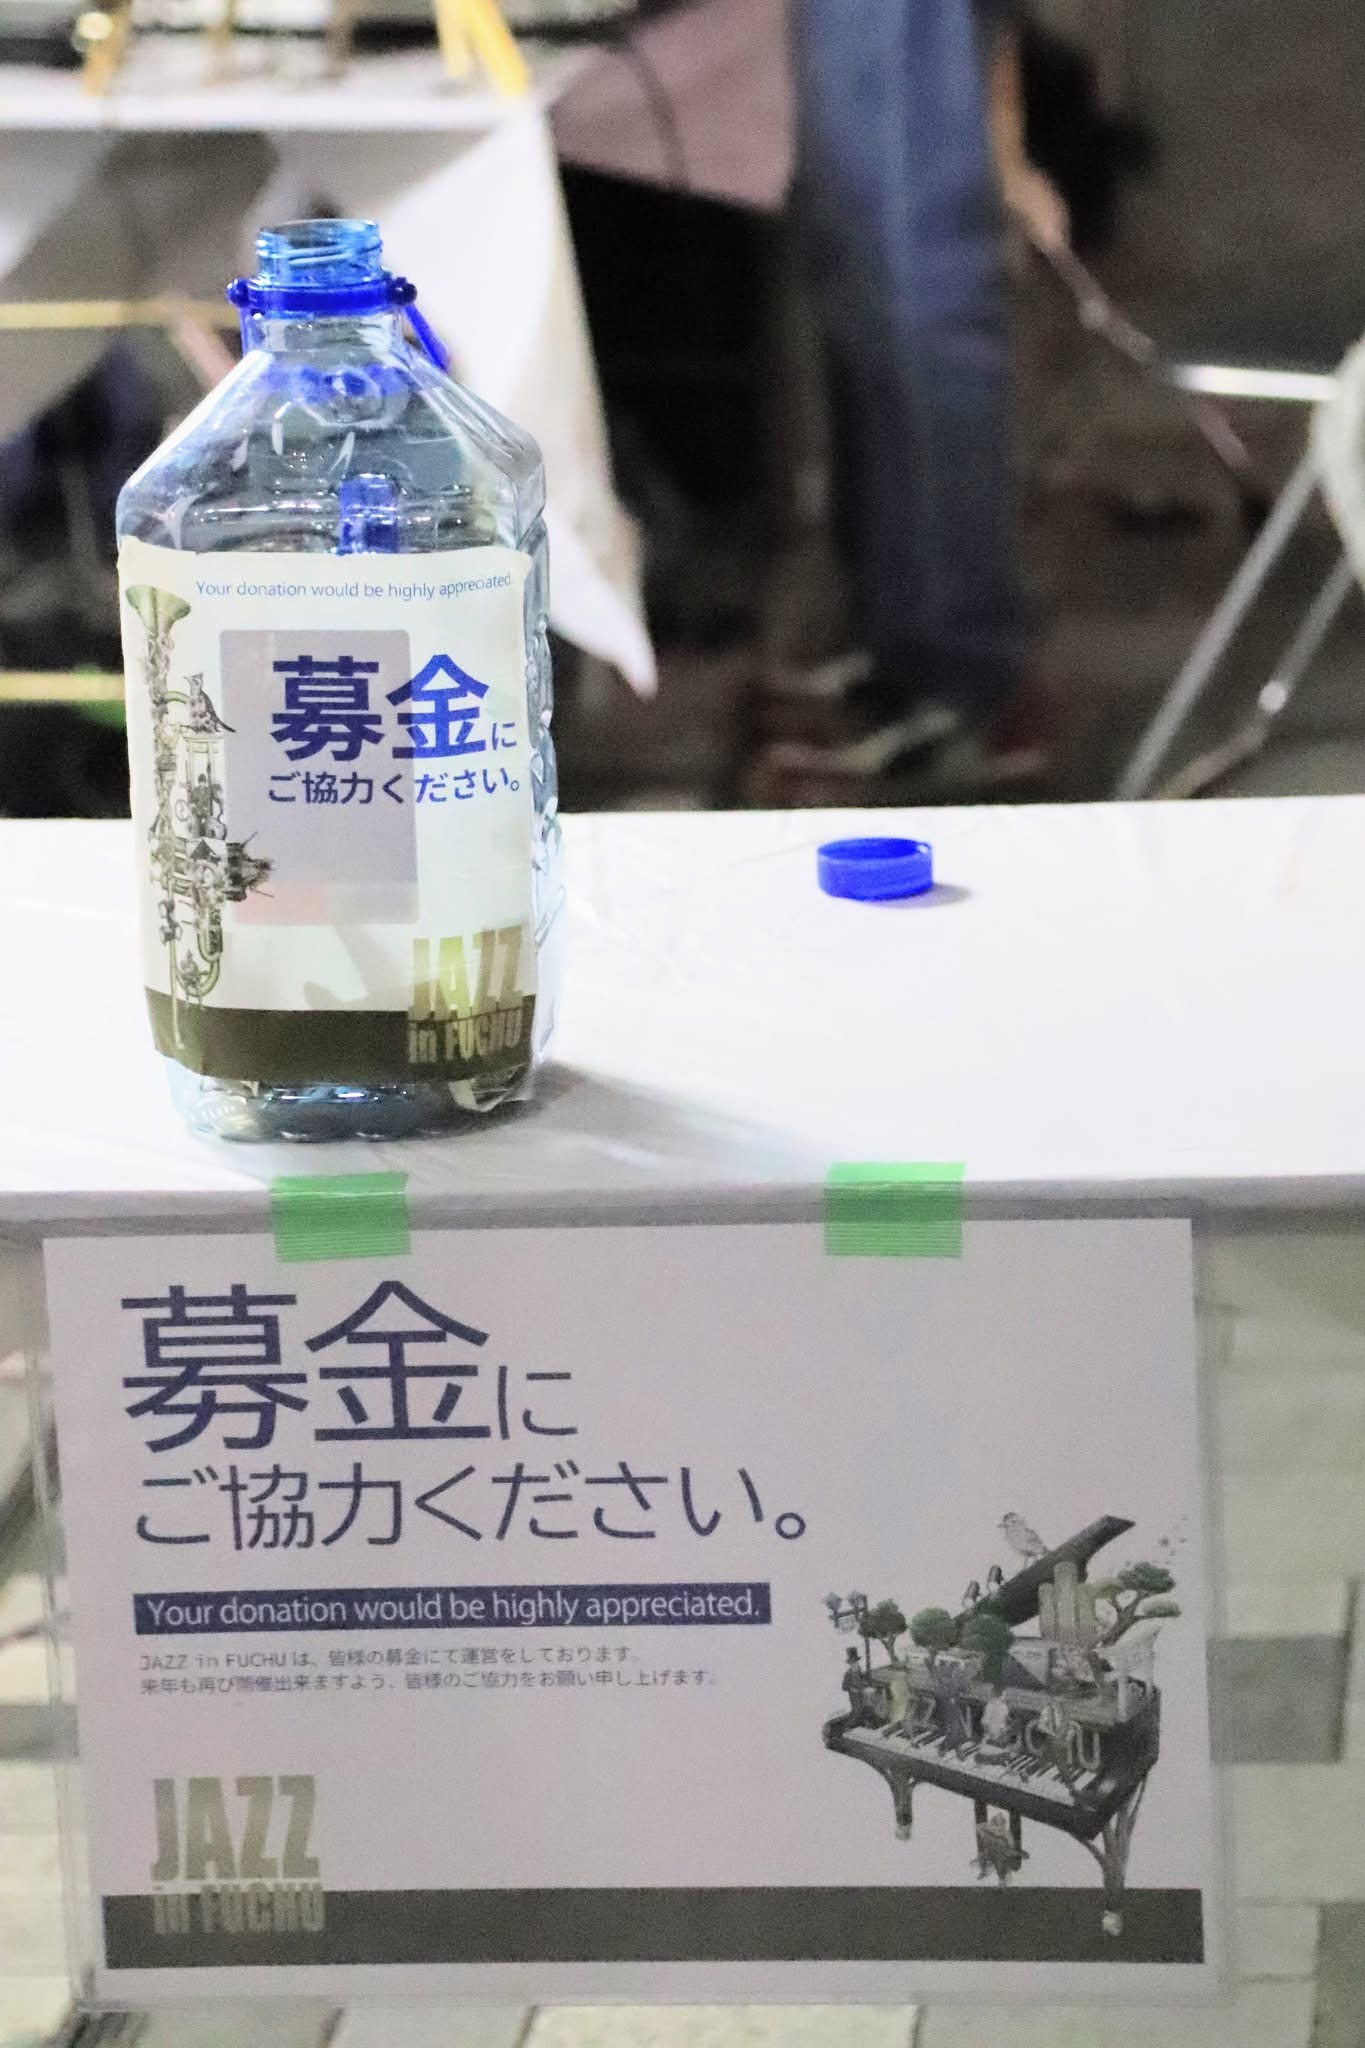 Your donation would be highly appreciated.
募金に
ご協力ください。
JAZZ
in FUCHU
募金に
ご協力ください。
Your donation would be highly appreciated.
JAZZ in FUCHU は、皆様の募金にて運営をしております。
来年も再び開催出来ますよう、皆様のご協力をお願い申し上げます。
JAZZ
in FUCHU